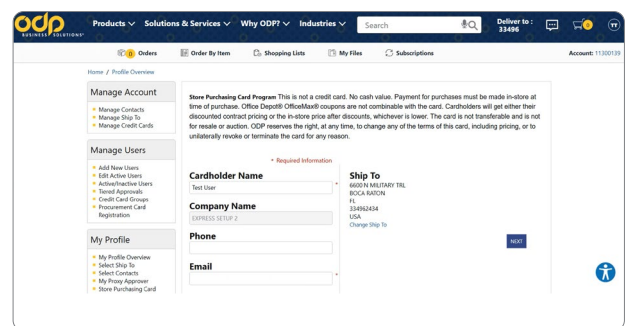 odp
BUSINESS SOLUTIONS
Products Solutions & Services Why ODP? Industries Search Deliver to : 33496 0 TT
0 Orders Order By Item Shopping Lists My Files Subscriptions Account: 11300139
Home / Profile Overview
Manage Account
Manage Contacts
Manage Ship To
Manage Credit Cards
Manage Users
Add New Users
Edit Active Users
Active/Inactive Users
Tiered Approvals
Credit Card Groups
Procurement Card
Registration
My Profile
My Profile Overview
Select Ship To
Select Contacts
My Proxy Approver
Store Purchasing Card
Store Purchasing Card Program This is not a credit card. No cash value. Payment for purchases must be made in-store at
time of purchase. Office Depot® OfficeMax® coupons are not combinable with the card. Cardholders will get either their
discounted contract pricing or the in-store price after discounts, whichever is lower. The card is not transferable and is not
for resale or auction. ODP reserves the right, at any time, to change any of the terms of this card, including pricing, or to
unilaterally revoke or terminate the card for any reason.
* Required Information
Cardholder Name
Test User *
Company Name
EXPRESS SETUP 2
Phone
Email
*
Ship To
6600 N MILITARY TRL
BOCA RATON
FL
334962434
USA
Change Ship To
NEXT